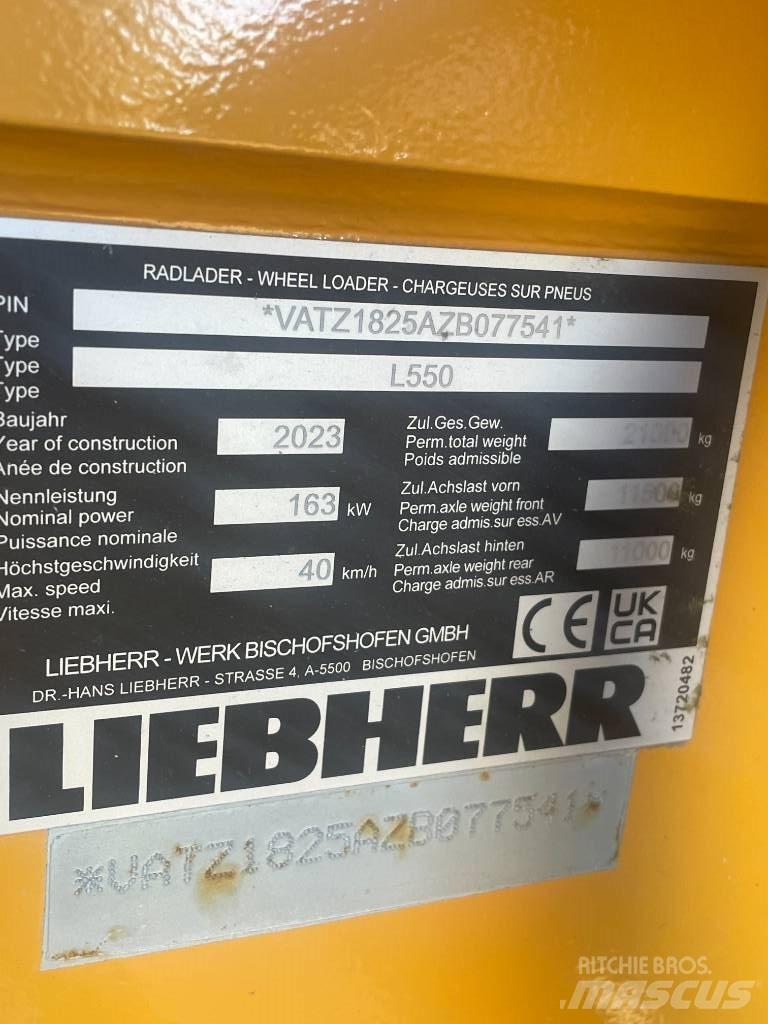 RADLADER - WHEEL LOADER - CHARGEUSES SUR PNEUS
PIN *VATZ1825AZB077541*
Type
Type L550
Type
Baujahr
Year of construction 2023
Anée de construction
Nennleistung
Nominal power 163 kW
Puissance nominale
Höchstgeschwindigkeit
Max. speed 40 km/h
Vitesse maxi.
Zul.Ges.Gew.
Perm.total weight 21000 kg
Poids admissible
Zul.Achslast vorn
Perm.axle weight front 11500 kg
Charge admis.sur ess.AV
Zul.Achslast hinten
Perm.axle weight rear 11000 kg
Charge admis.sur ess.AR
CE UK CA
LIEBHERR - WERK BISCHOFSHOFEN GMBH
DR.-HANS LIEBHERR - STRASSE 4, A-5500 BISCHOFSHOFEN
LIEBHERR
13720482
*VATZ1825AZB077541*
RITCHIE BROS.
MASCUS